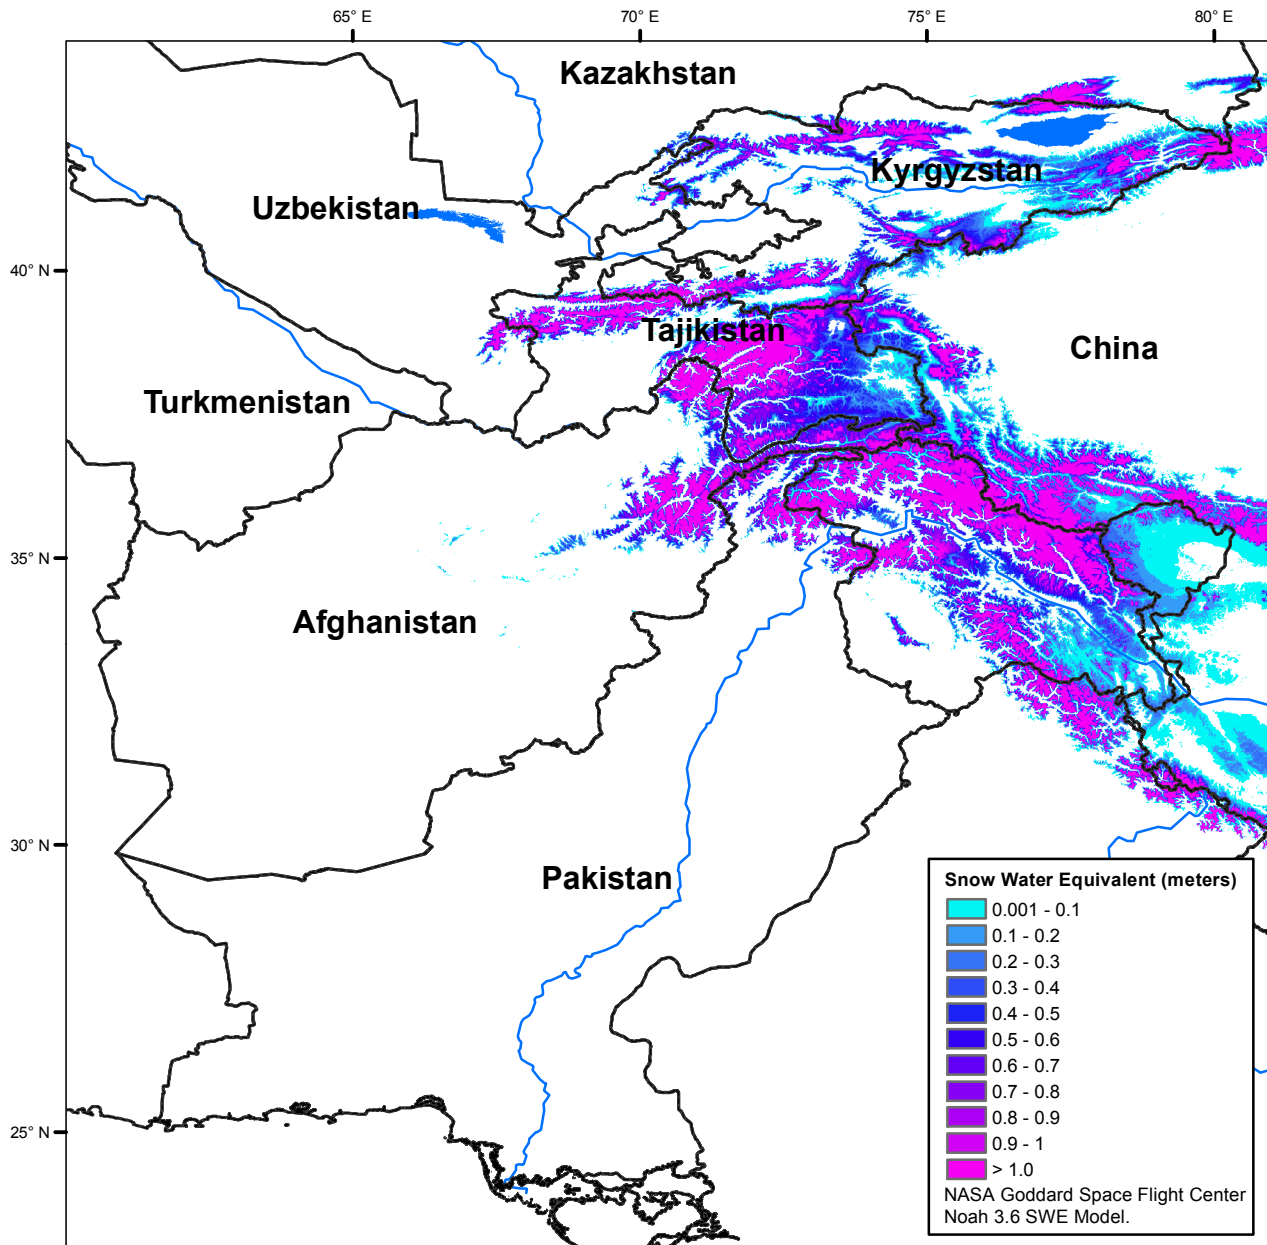 65° E
70° E
75° E
80° E
Kazakhstan
Kyrgyzstan
Uzbekistan
40° N
Tajikistan
China
Turkmenistan
35° N
Afghanistan
30° N
Pakistan
25° N
Snow Water Equivalent (meters)
0.001 - 0.1
0.1 - 0.2
0.2 - 0.3
0.3 - 0.4
0.4 - 0.5
0.5 - 0.6
0.6 - 0.7
0.7 - 0.8
0.8 - 0.9
0.9 - 1
> 1.0
NASA Goddard Space Flight Center
Noah 3.6 SWE Model.